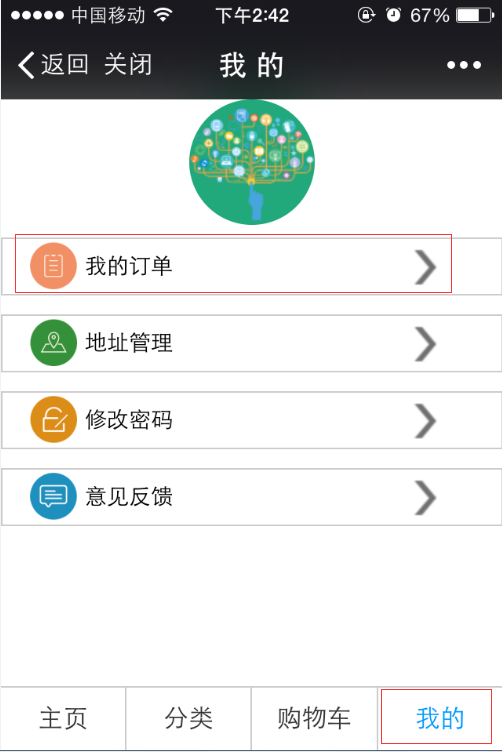 中国移动 下午2:42 67%
返回 关闭 我 的
我的订单
地址管理
修改密码
意见反馈
主页 分类 购物车 我的